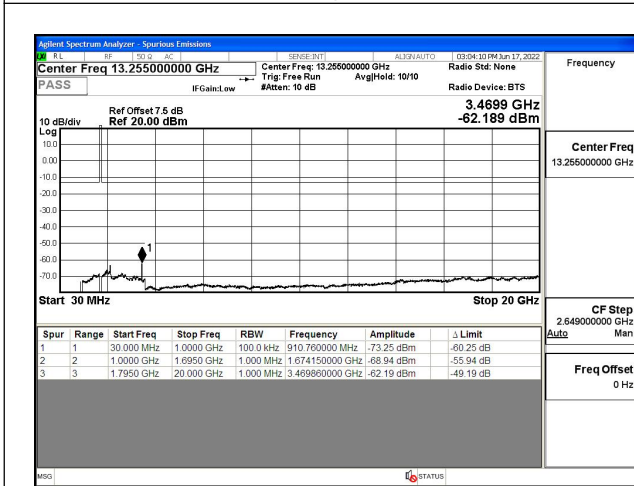 Agilent Spectrum Analyzer - Spurious Emissions
RL RF 50 Ω AC SENSE:INT ALIGN AUTO 03:04:10 PM Jun 17, 2022
Center Freq 13.255000000 GHz Center Freq: 13.255000000 GHz Radio Std: None
Trig: Free Run Avg|Hold: 10/10
PASS IFGain:Low #Atten: 10 dB Radio Device: BTS
Ref Offset 7.5 dB 3.4699 GHz
10 dB/div Ref 20.00 dBm -62.189 dBm
Log
10.0
0.00
-10.0
-20.0
-30.0
-40.0
-50.0
1
-60.0
-70.0
Start 30 MHz Stop 20 GHz
Spur Range Start Freq Stop Freq RBW Frequency Amplitude Δ Limit
1 1 30.000 MHz 1.0000 GHz 100.0 kHz 910.760000 MHz -73.25 dBm -60.25 dB
2 2 1.0000 GHz 1.6950 GHz 1.000 MHz 1.674150000 GHz -68.94 dBm -55.94 dB
3 3 1.7950 GHz 20.000 GHz 1.000 MHz 3.469860000 GHz -62.19 dBm -49.19 dB
MSG STATUS
Frequency
Center Freq
13.255000000 GHz
CF Step
2.649000000 GHz
Auto Man
Freq Offset
0 Hz